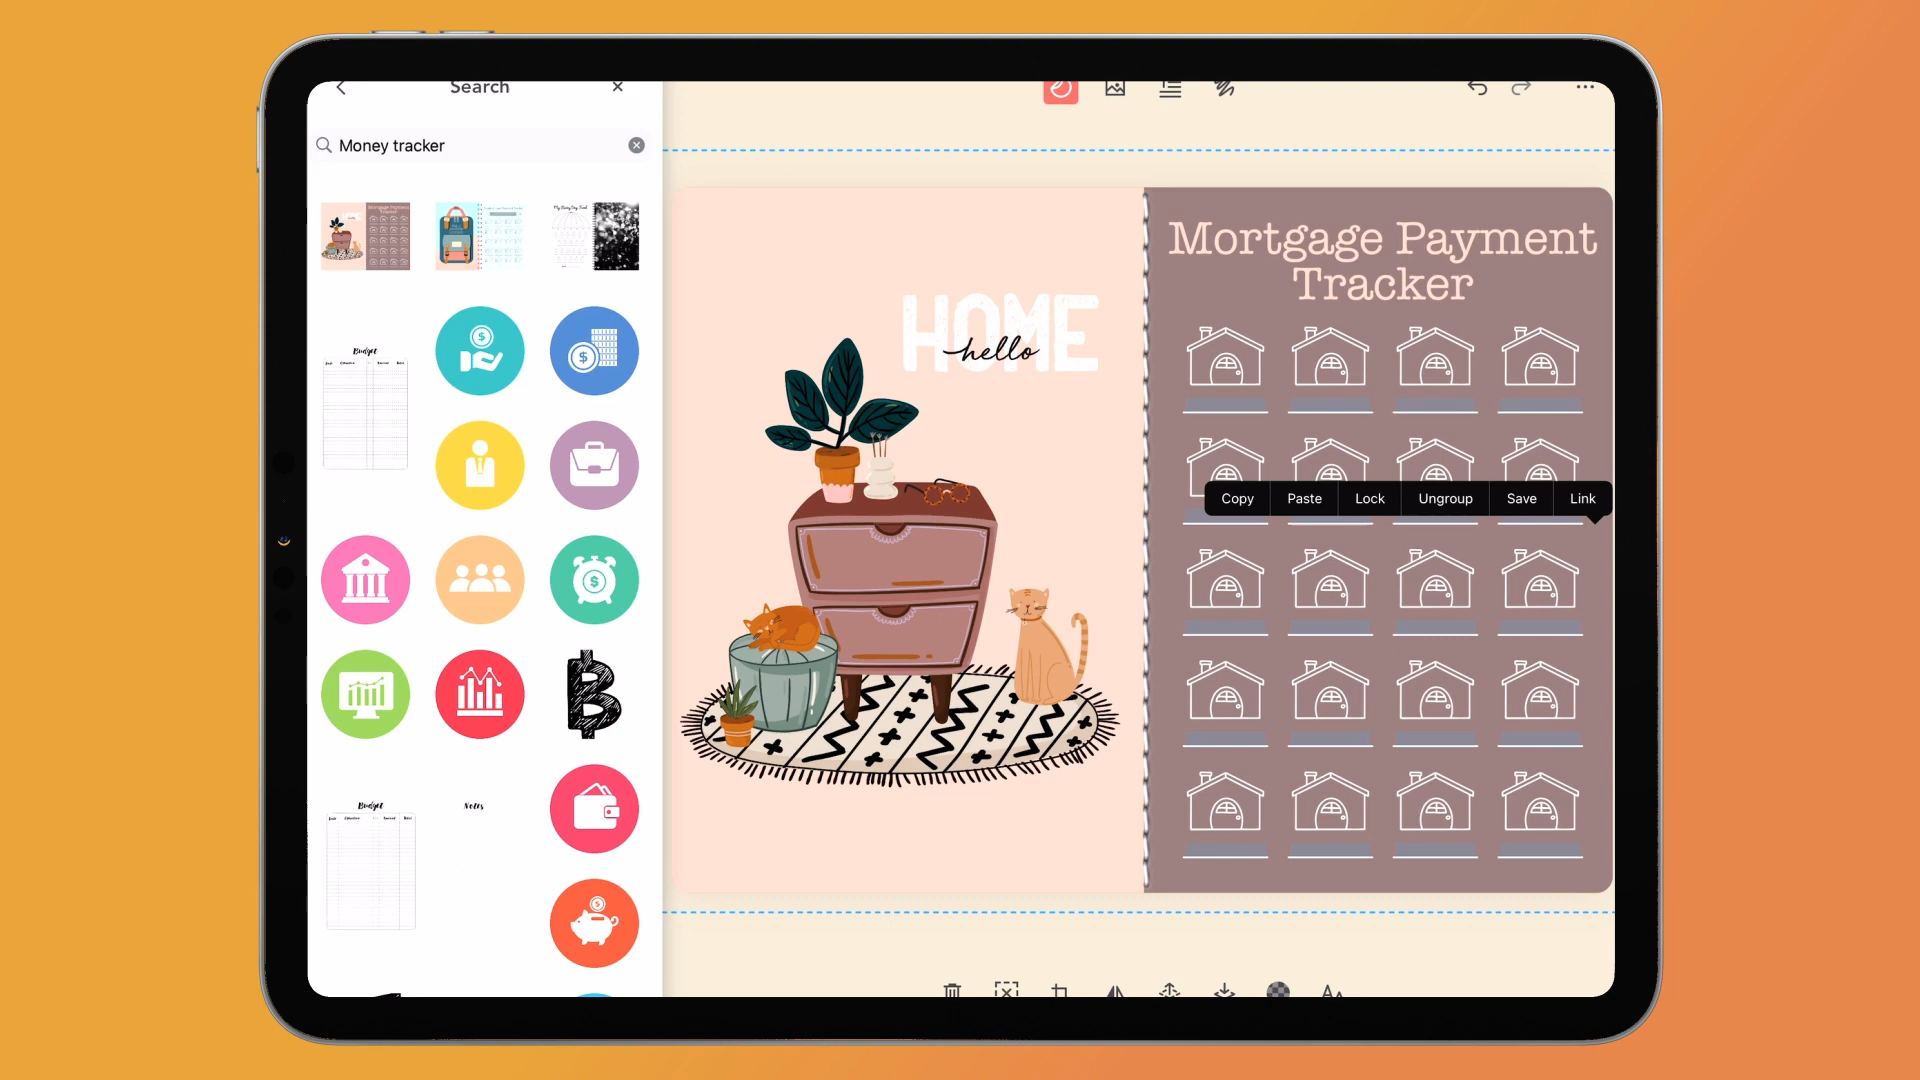 Search
Money tracker
Budget
Budget
Notes
HOME
hello
Mortgage Payment
Tracker
Copy Paste Lock Ungroup Save Link